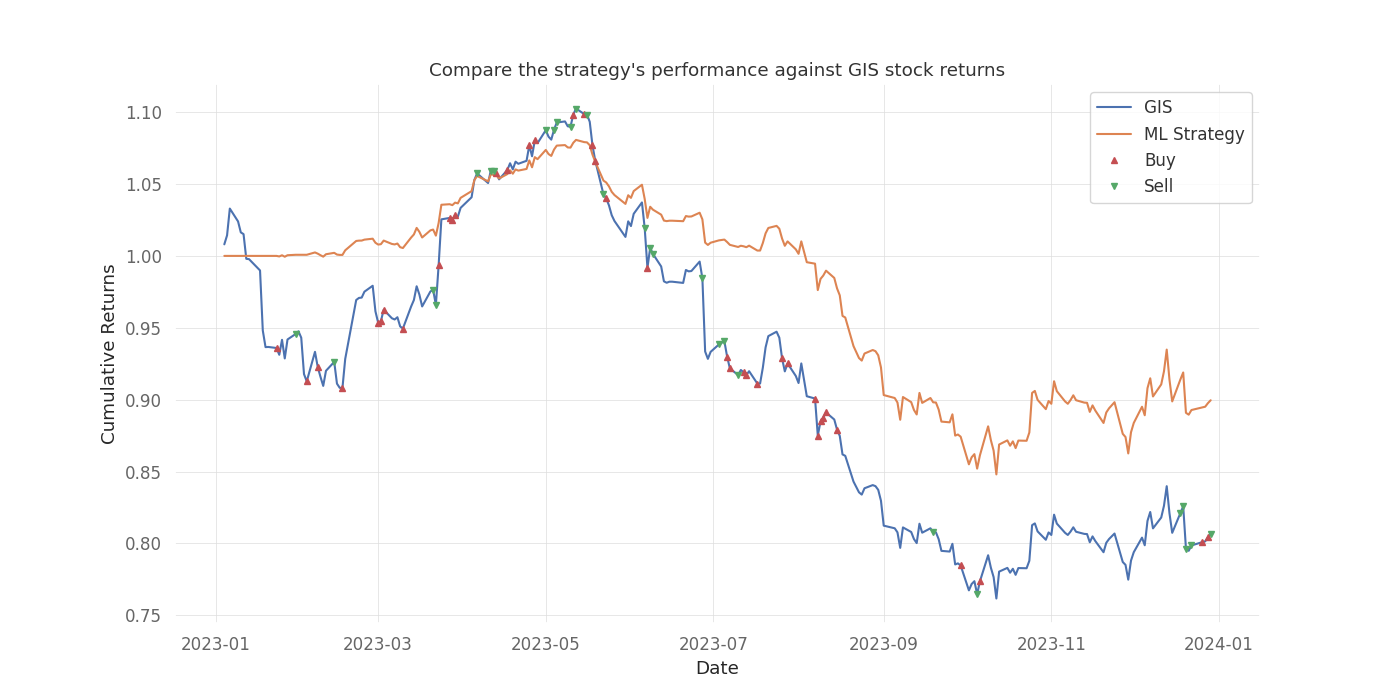 Compare the strategy's performance against GIS stock returns
GIS
ML Strategy
Buy
Sell
Cumulative Returns
1.10
1.05
1.00
0.95
0.90
0.85
0.80
0.75
2023-01
2023-03
2023-05
2023-07
2023-09
2023-11
2024-01
Date